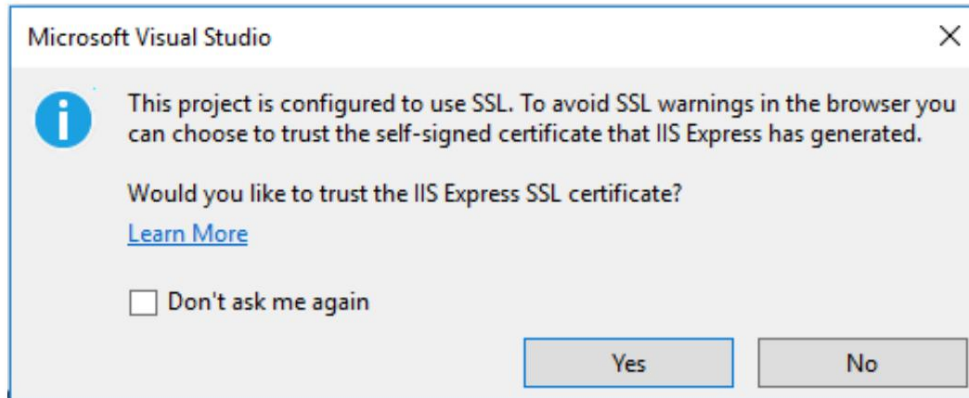 Microsoft Visual Studio
This project is configured to use SSL. To avoid SSL warnings in the browser you
can choose to trust the self-signed certificate that IIS Express has generated.
Would you like to trust the IIS Express SSL certificate?
Learn More
Don't ask me again
Yes
No